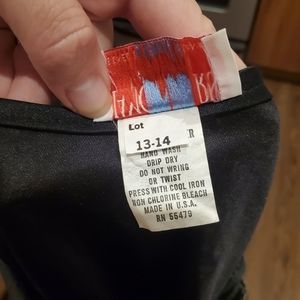 Lot
13-14
R
HAND WASH
DRIP DRY
DO NOT WRING
OR TWIST
PRESS WITH COOL IRON
NON CHLORINE BLEACH
MADE IN U.S.A.
RN 56479